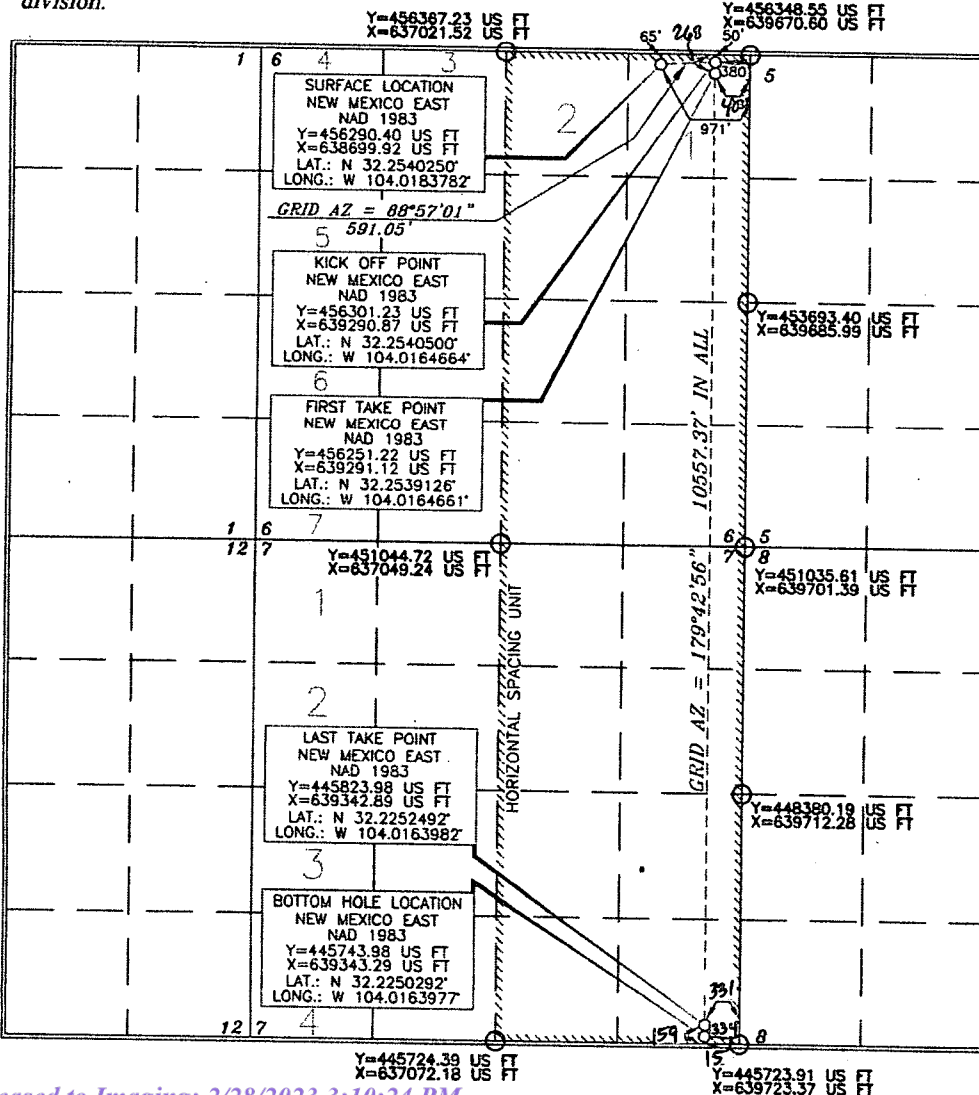 division.
Y=456367.23 US FT
X=637021.52 US FT
Y=456348.55 US FT
X=639670.60 US FT
65'
268
50'
1
6
4
3
380
5
2
971'
1
SURFACE LOCATION
NEW MEXICO EAST
NAD 1983
Y=456290.40 US FT
X=638699.92 US FT
LAT.: N 32.2540250°
LONG.: W 104.0183782°
GRID AZ = 88°57'01"
591.05'
5
KICK OFF POINT
NEW MEXICO EAST
NAD 1983
Y=456301.23 US FT
X=639290.87 US FT
LAT.: N 32.2540500°
LONG.: W 104.0164664°
Y=453693.40 US FT
X=639685.99 US FT
6
FIRST TAKE POINT
NEW MEXICO EAST
NAD 1983
Y=456251.22 US FT
X=639291.12 US FT
LAT.: N 32.2539126°
LONG.: W 104.0164661°
GRID AZ = 179°42'56" 10557.37' IN ALL
7
1
6
12
7
6
5
7
8
Y=451044.72 US FT
X=637049.24 US FT
Y=451035.61 US FT
X=639701.39 US FT
1
HORIZONTAL SPACING UNIT
2
LAST TAKE POINT
NEW MEXICO EAST
NAD 1983
Y=445823.98 US FT
X=639342.89 US FT
LAT.: N 32.2252492°
LONG.: W 104.0163982°
Y=448380.19 US FT
X=639712.28 US FT
3
BOTTOM HOLE LOCATION
NEW MEXICO EAST
NAD 1983
Y=445743.98 US FT
X=639343.29 US FT
LAT.: N 32.2250292°
LONG.: W 104.0163977°
331
12
7
4
159
334
8
15
Y=445724.39 US FT
X=637072.18 US FT
Y=445723.91 US FT
X=639723.37 US FT
to Imaging: 2/28/2023 3:10:24 PM